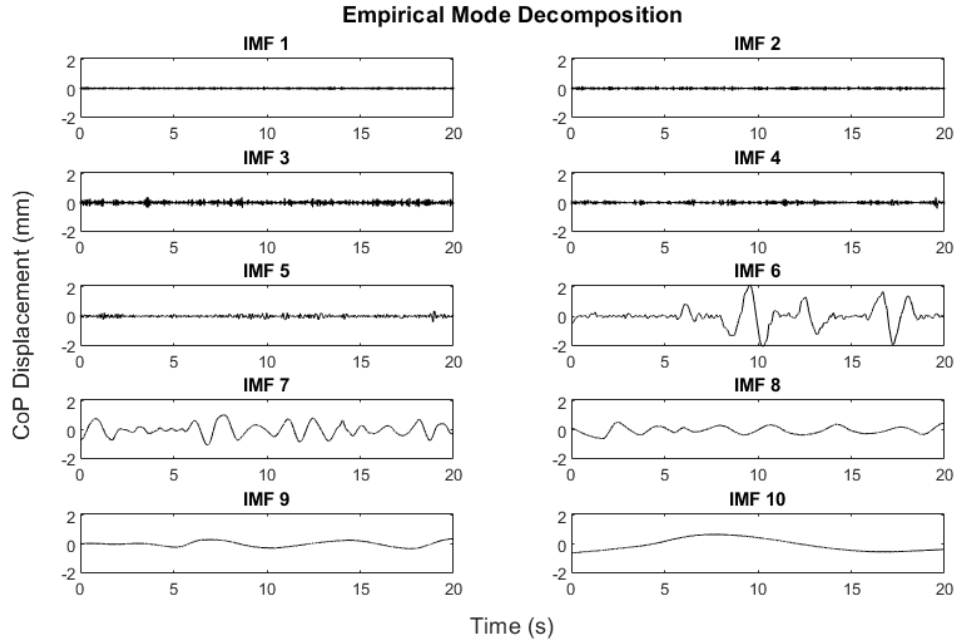 Empirical Mode Decomposition
IMF 1
IMF 2
2
0
-2
0 5 10 15 20
2
0
-2
0 5 10 15 20
IMF 3
IMF 4
2
0
-2
0 5 10 15 20
2
0
-2
0 5 10 15 20
IMF 5
IMF 6
2
0
-2
0 5 10 15 20
2
0
-2
0 5 10 15 20
IMF 7
IMF 8
2
0
-2
0 5 10 15 20
2
0
-2
0 5 10 15 20
IMF 9
IMF 10
2
0
-2
0 5 10 15 20
2
0
-2
0 5 10 15 20
CoP Displacement (mm)
Time (s)